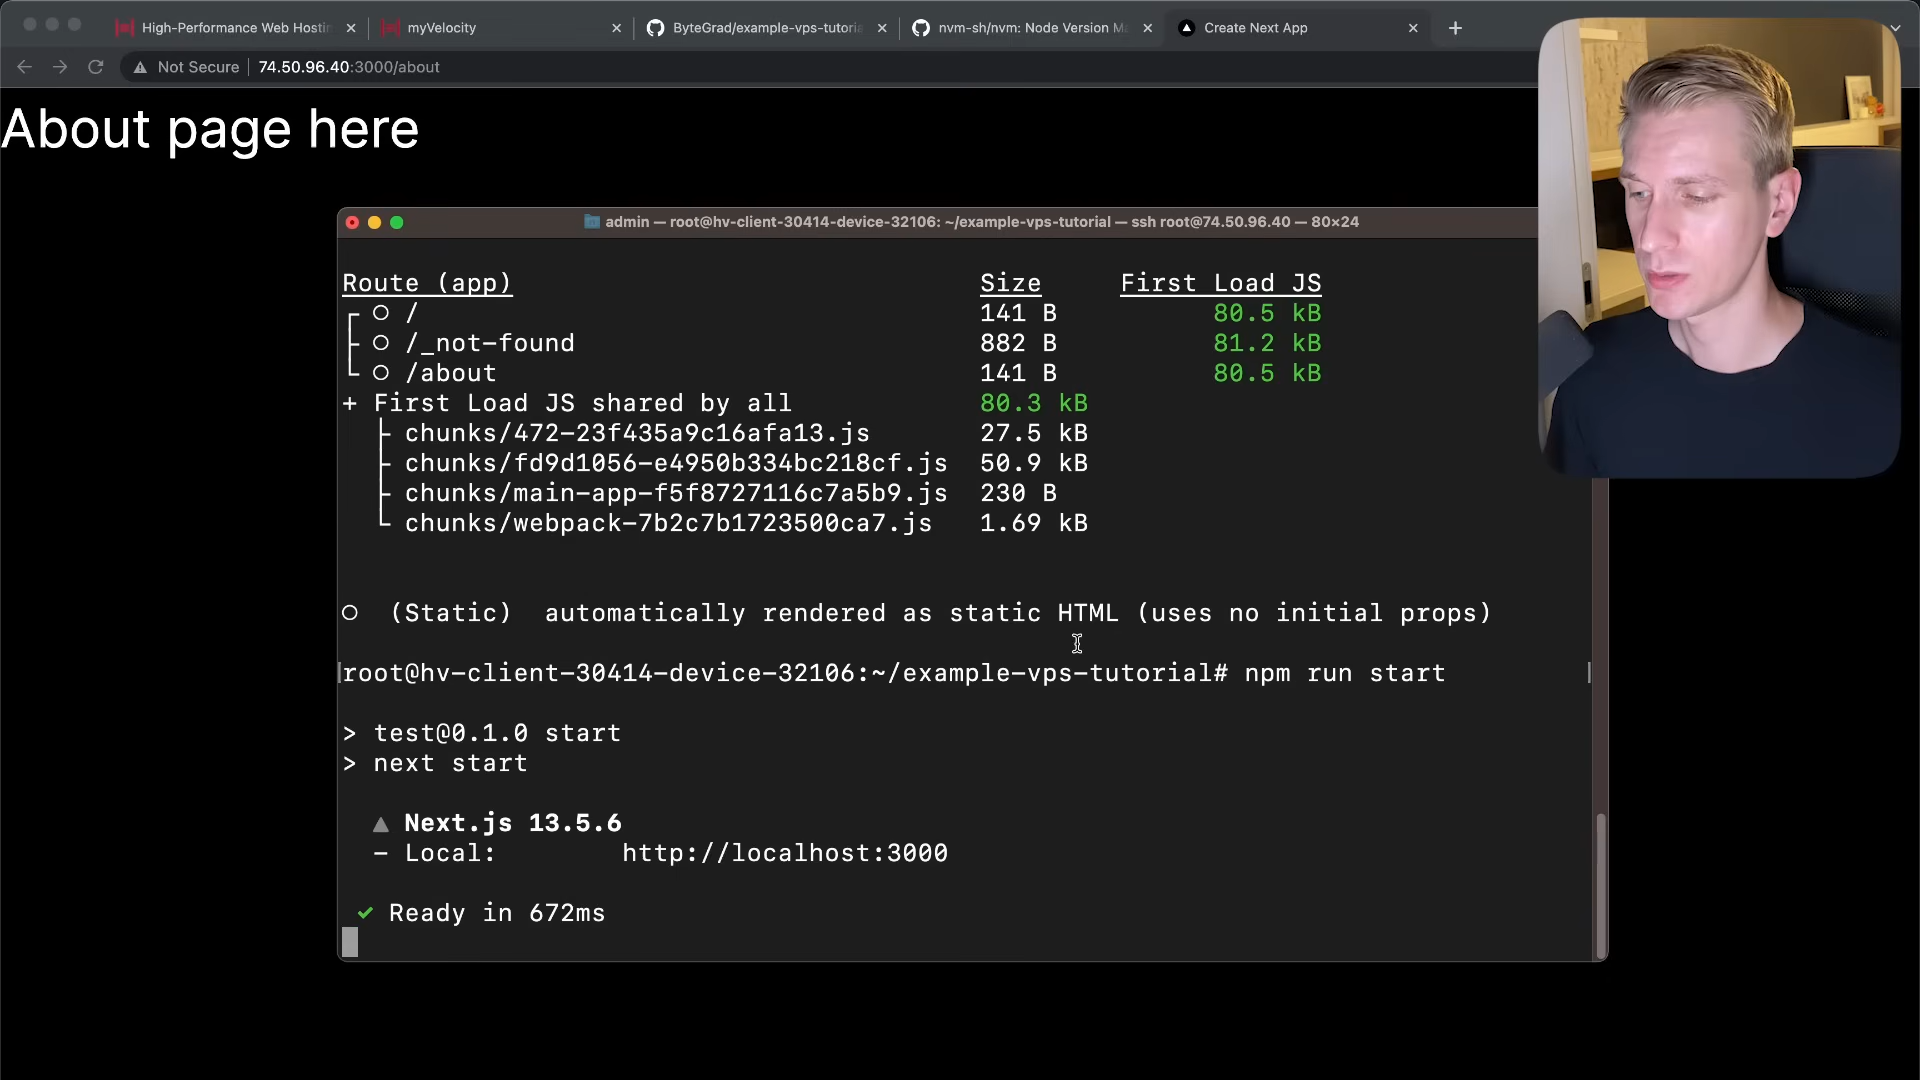 High-Performance Web Hostin
myVelocity
ByteGrad/example-vps-tutoria
nvm-sh/nvm: Node Version Ma
Create Next App
Not Secure
74.50.96.40:3000/about
About page here
admin — root@hv-client-30414-device-32106: ~/example-vps-tutorial — ssh root@74.50.96.40 — 80×24
Route (app) Size First Load JS
┌ ○ / 141 B 80.5 kB
├ ○ /_not-found 882 B 81.2 kB
└ ○ /about 141 B 80.5 kB
+ First Load JS shared by all 80.3 kB
├ chunks/472-23f435a9c16afa13.js 27.5 kB
├ chunks/fd9d1056-e4950b334bc218cf.js 50.9 kB
├ chunks/main-app-f5f8727116c7a5b9.js 230 B
└ chunks/webpack-7b2c7b1723500ca7.js 1.69 kB
○ (Static) automatically rendered as static HTML (uses no initial props)
root@hv-client-30414-device-32106:~/example-vps-tutorial# npm run start
> test@0.1.0 start
> next start
▲ Next.js 13.5.6
– Local: http://localhost:3000
✓ Ready in 672ms